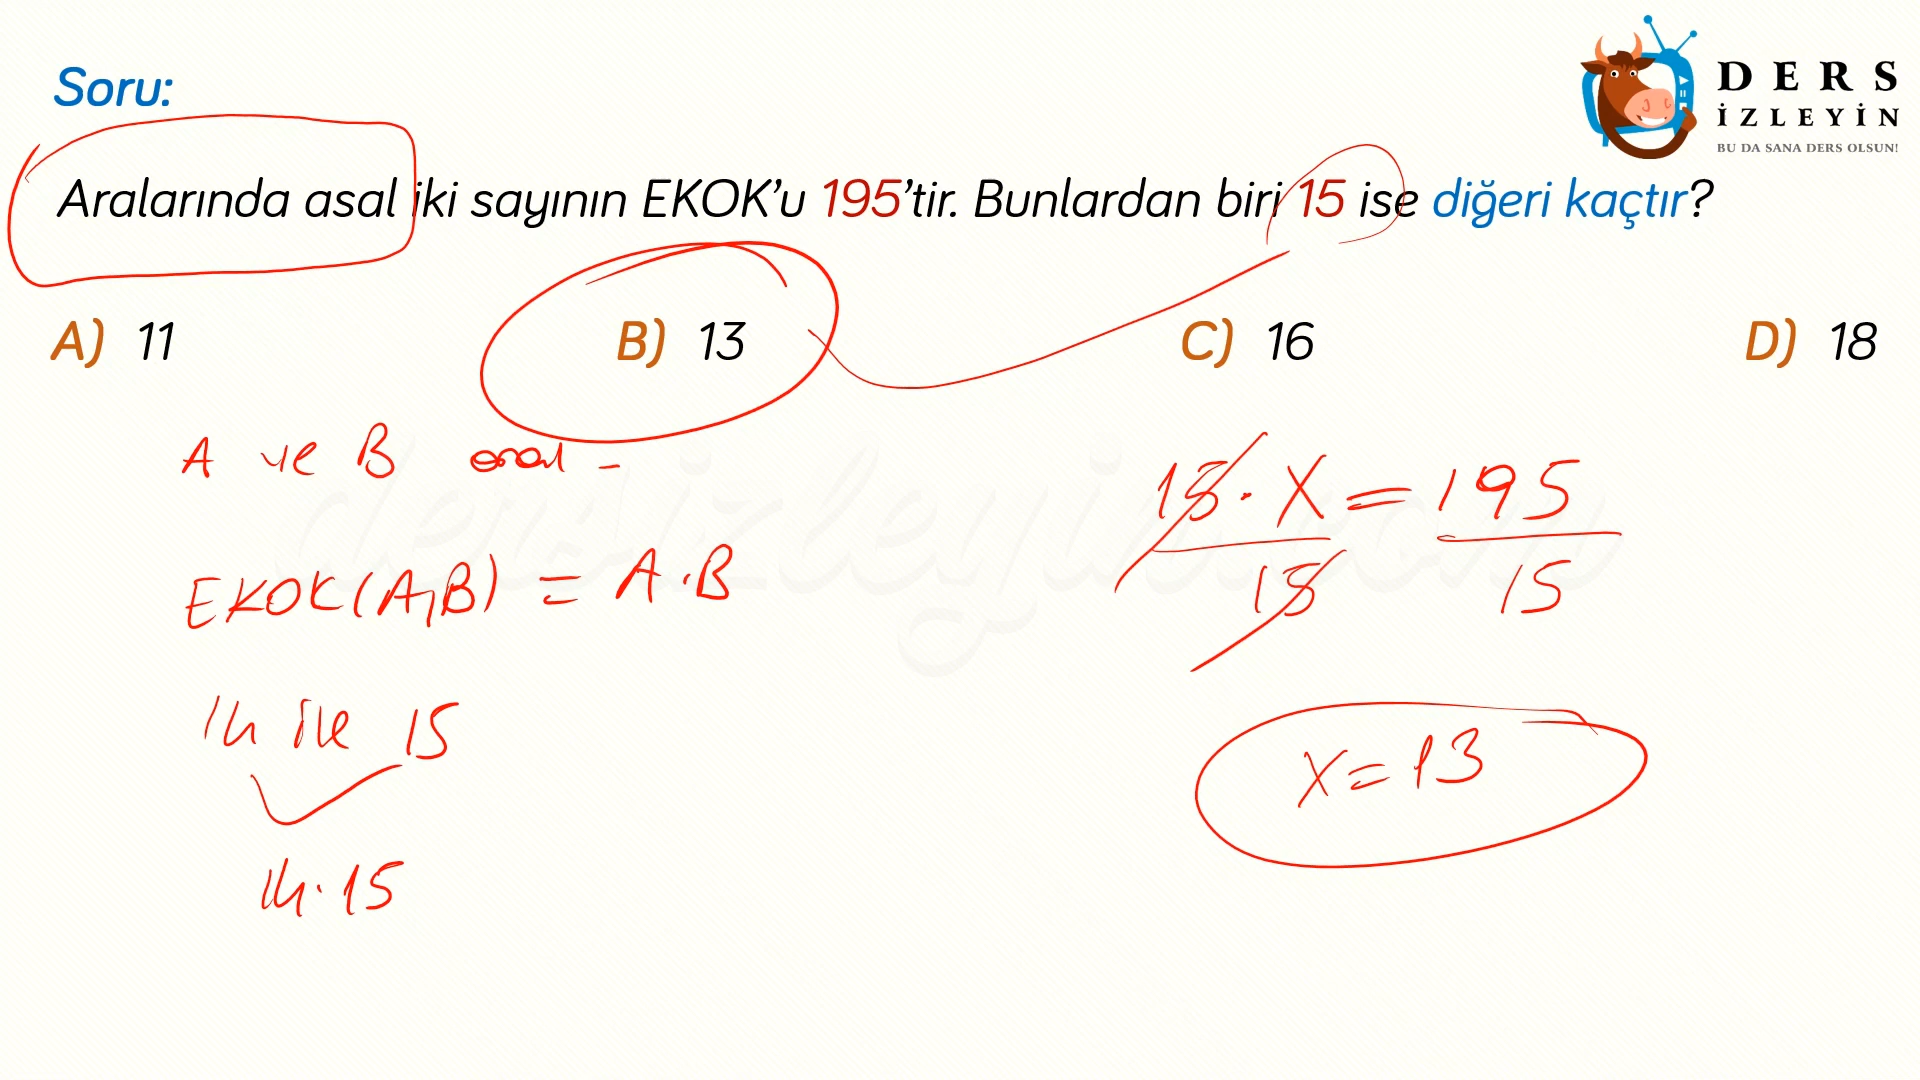 Soru:
DERS
İZLEYİN
BU DA SANA DERS OLSUN!
Aralarında asal iki sayının EKOK'u 195'tir. Bunlardan biri 15 ise diğeri kaçtır?
A) 11
B) 13
C) 16
D) 18
A ve B asal -
EKOK(A,B) = A.B
14 ile 15
14.15
15 . X = 195
15 15
X = 13
dersizleyin.com